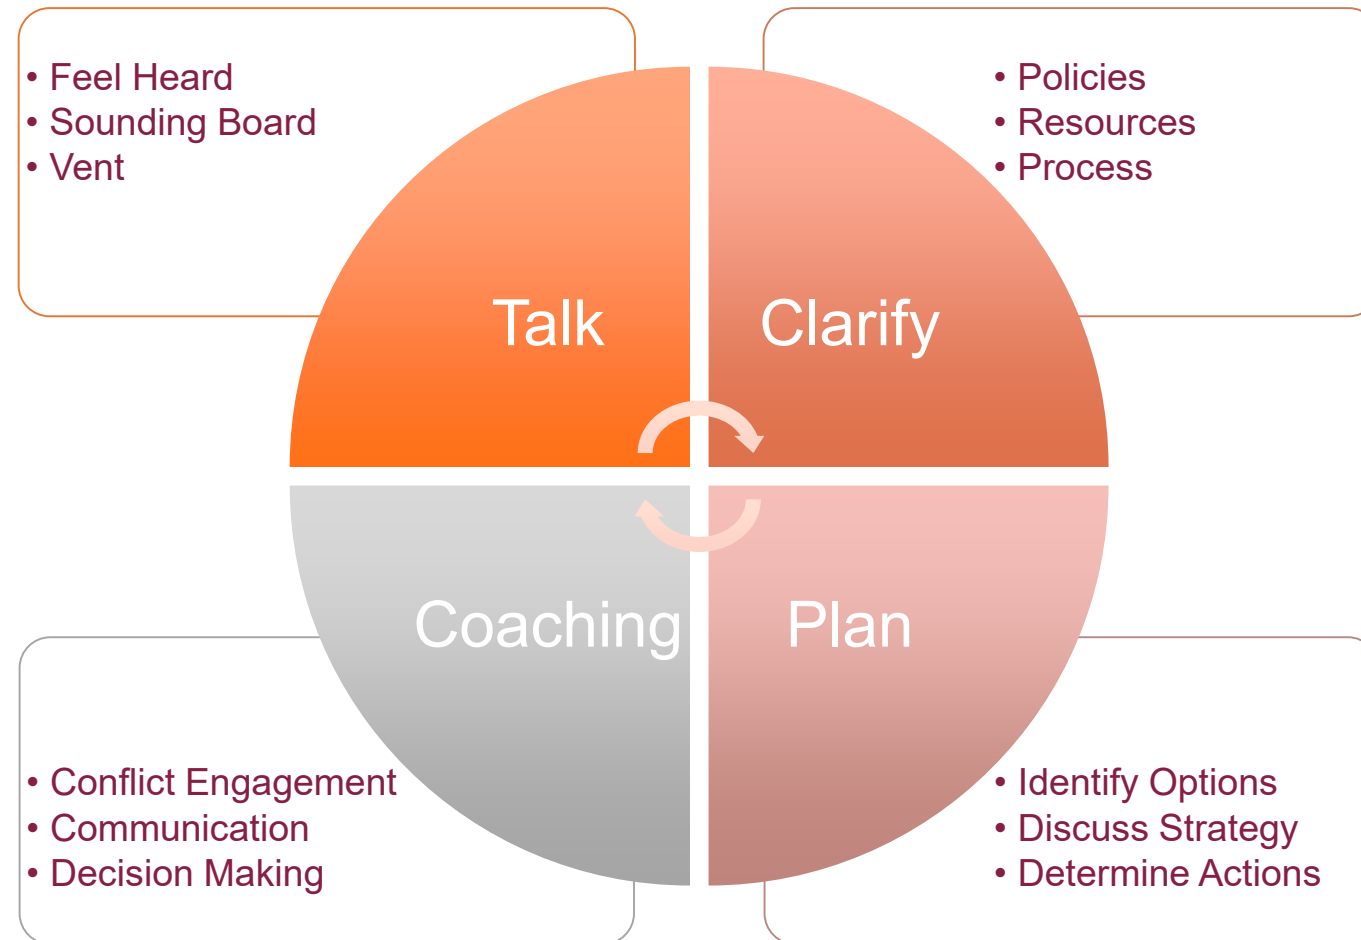 • Feel Heard
• Sounding Board
• Vent
• Policies
• Resources
• Process
Talk
Clarify
Coaching
Plan
• Conflict Engagement
• Communication
• Decision Making
• Identify Options
• Discuss Strategy
• Determine Actions